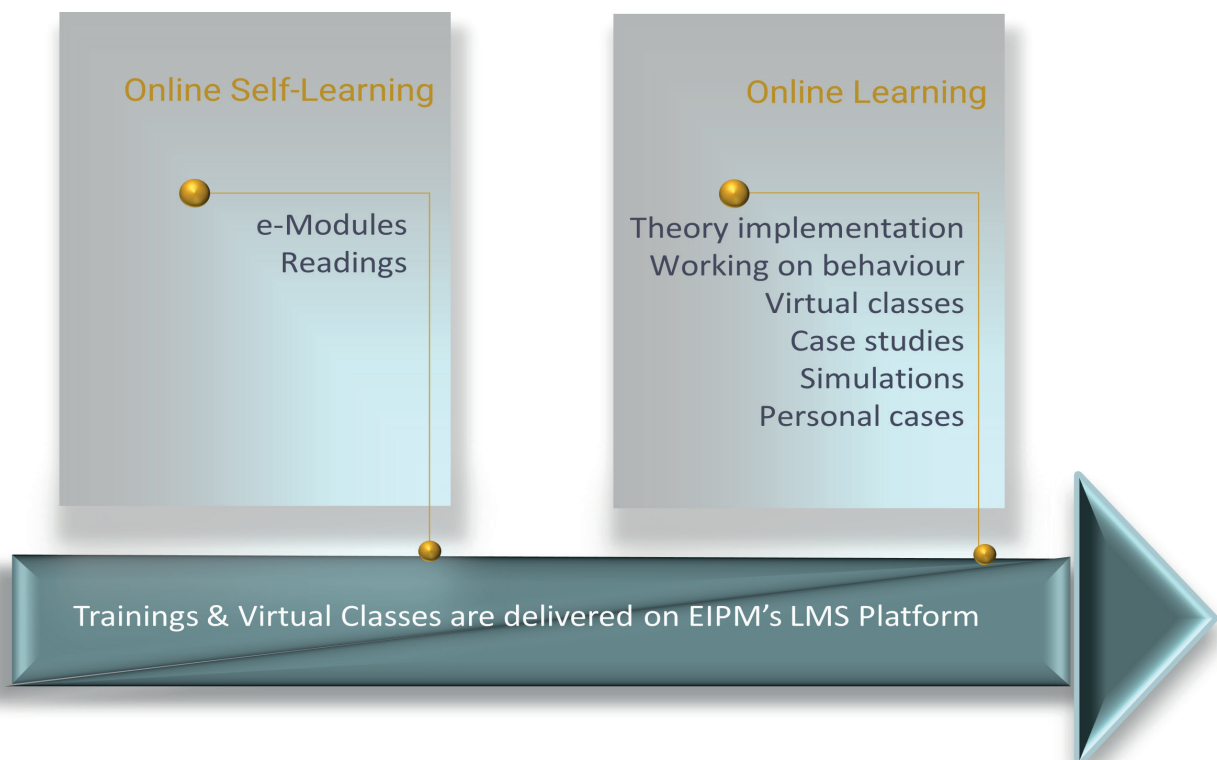 Online Self-Learning
e-Modules
Readings
Online Learning
Theory implementation
Working on behaviour
Virtual classes
Case studies
Simulations
Personal cases
Trainings & Virtual Classes are delivered on EIPM’s LMS Platform